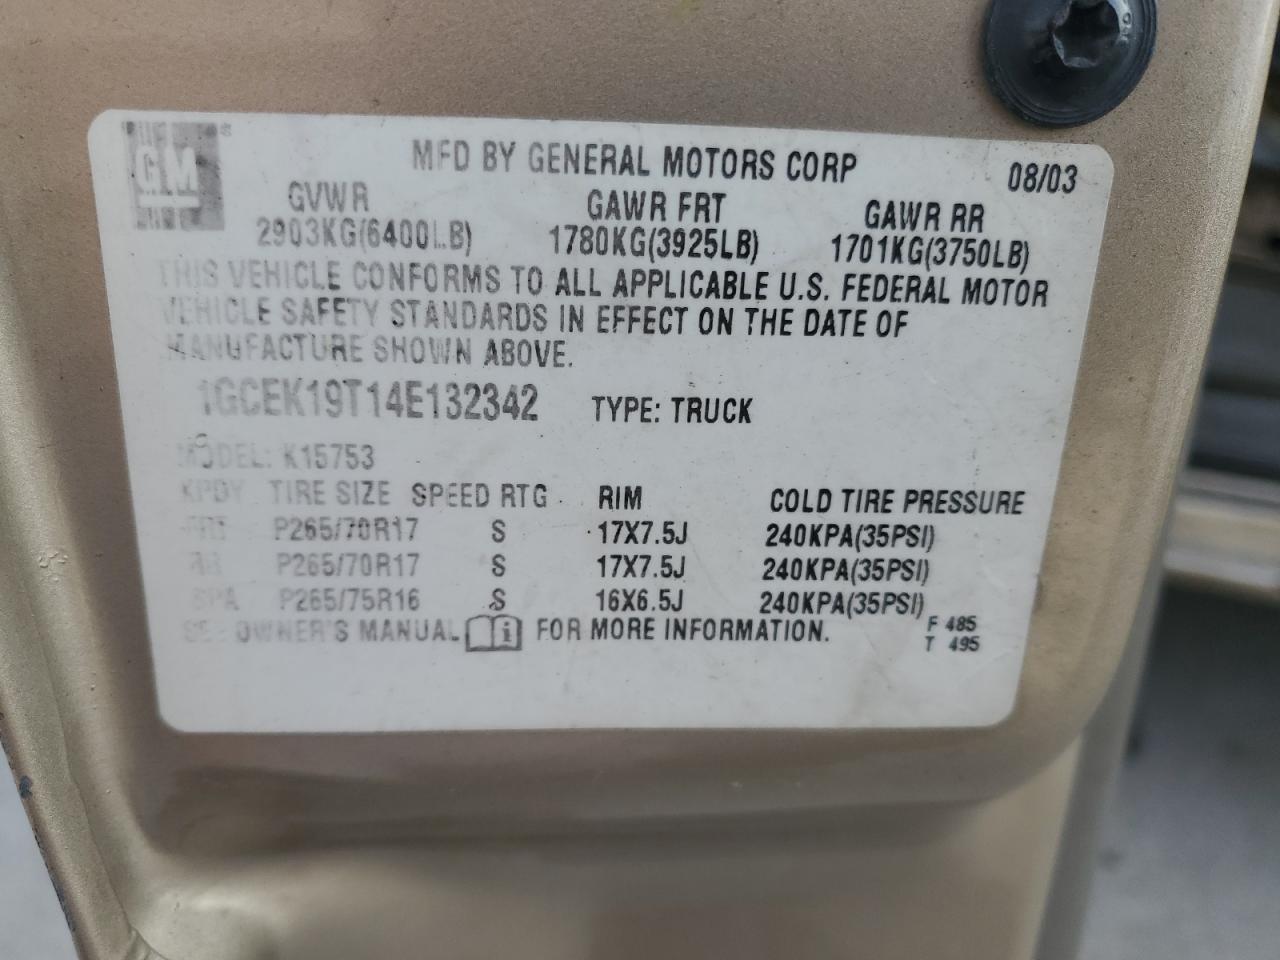 GM®
MFD BY GENERAL MOTORS CORP 08/03
GVWR GAWR FRT GAWR RR
2903KG(6400LB) 1780KG(3925LB) 1701KG(3750LB)
THIS VEHICLE CONFORMS TO ALL APPLICABLE U.S. FEDERAL MOTOR
VEHICLE SAFETY STANDARDS IN EFFECT ON THE DATE OF
MANUFACTURE SHOWN ABOVE.
1GCEK19T14E132342 TYPE: TRUCK
MODEL: K15753
TIRE SIZE SPEED RTG RIM COLD TIRE PRESSURE
FRT P265/70R17 S 17X7.5J 240KPA(35PSI)
RR P265/70R17 S 17X7.5J 240KPA(35PSI)
SPA P265/75R16 S 16X6.5J 240KPA(35PSI)
SEE OWNER'S MANUAL i FOR MORE INFORMATION. F 485
T 495